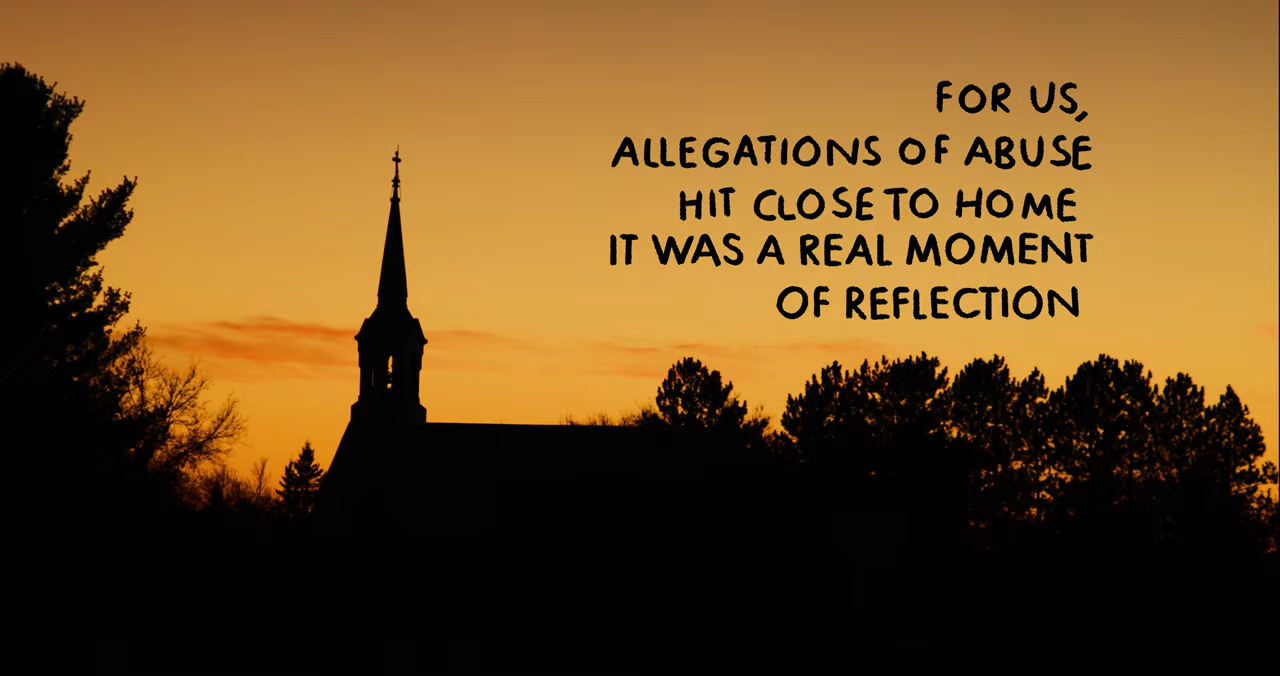 FOR US,
ALLEGATIONS OF ABUSE
HIT CLOSE TO HOME
IT WAS A REAL MOMENT
OF REFLECTION